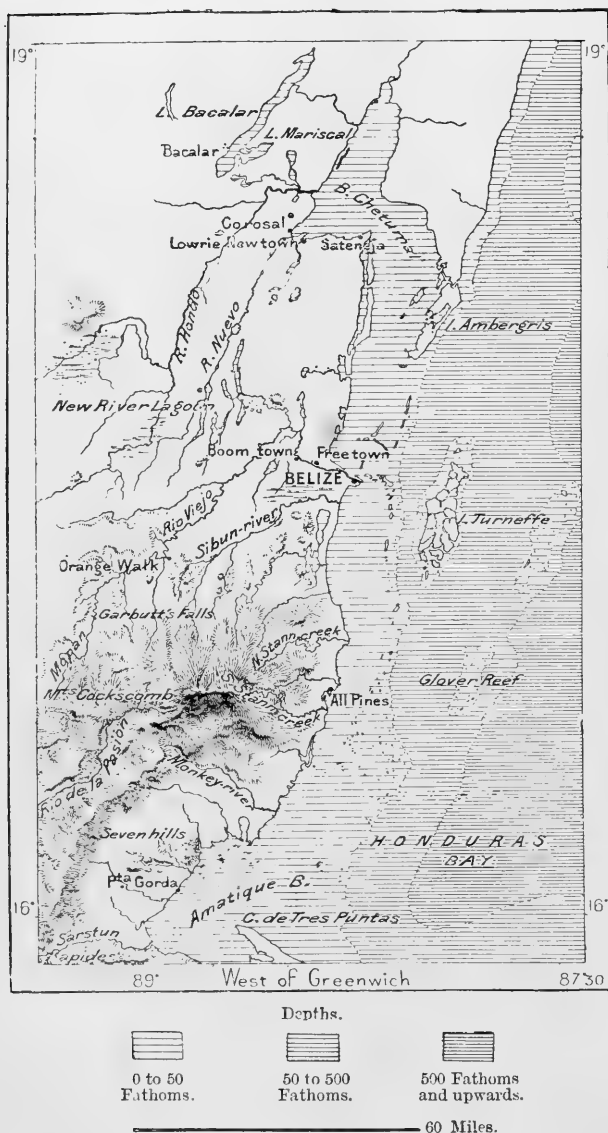 19° 19°
L. Bacalar
L. Mariscal
Bacalar
B. Chetumal
Corosal
Lowrie Newtown Sateneja
R. Hondo
R. Nuevo
I. Ambergris
New River Lagoon
Boom town Freetown
BELIZE
Rio Viejo
Sibun-river
I. Turneffe
Orange Walk
Garbutt's Falls
Mopan
N. Stann creek
Mts Cockscomb
S. Stann creek
Glover Reef
All Pines
Rio de la Pasion
Monkey-river
Seven hills
HONDURAS
BAY
Pta Gorda
Amatique B.
16° 16°
C. de Tres Puntas
Sarstun
Rapides
89° West of Greenwich 87°30
Depths.
0 to 50 50 to 500 500 Fathoms
Fathoms. Fathoms. and upwards.
60 Miles.